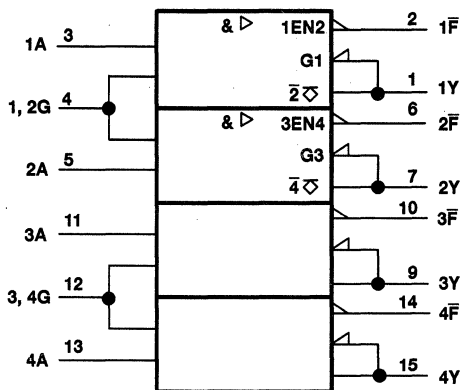 & ▷ 1EN2 2 1F̅
1A 3
G1
1, 2G 4 2̅ ◇̅ 1 1Y
& ▷ 3EN4 6 2F̅
2A 5 G3
4̅ ◇̅ 7 2Y
3A 11 10 3F̅
3, 4G 12 9 3Y
14 4F̅
4A 13
15 4Y